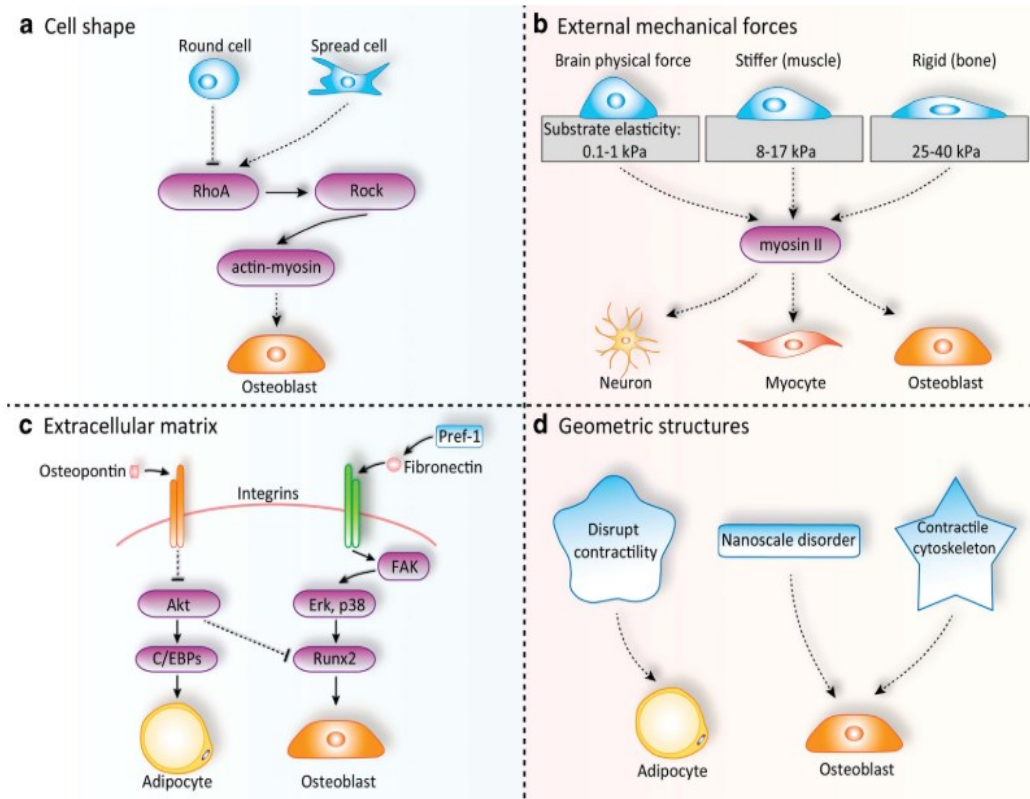 a Cell shape
Round cell
Spread cell
RhoA
Rock
actin-myosin
Osteoblast
b External mechanical forces
Brain physical force
Stiffer (muscle)
Rigid (bone)
Substrate elasticity:
0.1-1 kPa
8-17 kPa
25-40 kPa
myosin II
Neuron
Myocyte
Osteoblast
c Extracellular matrix
Pref-1
Osteopontin
Fibronectin
Integrins
FAK
Akt
Erk, p38
C/EBPs
Runx2
Adipocyte
Osteoblast
d Geometric structures
Disrupt
contractility
Nanoscale disorder
Contractile
cytoskeleton
Adipocyte
Osteoblast